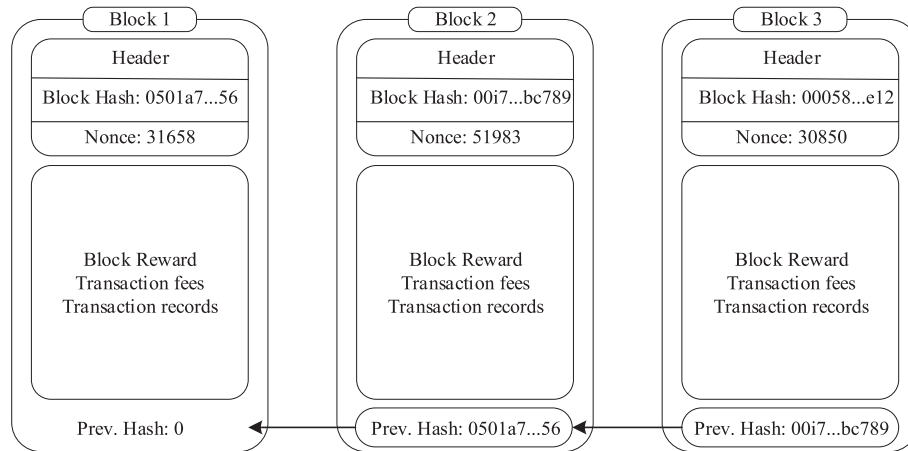 Block 1
Header
Block Hash: 0501a7...56
Nonce: 31658
Block Reward
Transaction fees
Transaction records
Prev. Hash: 0
Block 2
Header
Block Hash: 00i7...bc789
Nonce: 51983
Block Reward
Transaction fees
Transaction records
Prev. Hash: 0501a7...56
Block 3
Header
Block Hash: 00058...e12
Nonce: 30850
Block Reward
Transaction fees
Transaction records
Prev. Hash: 00i7...bc789